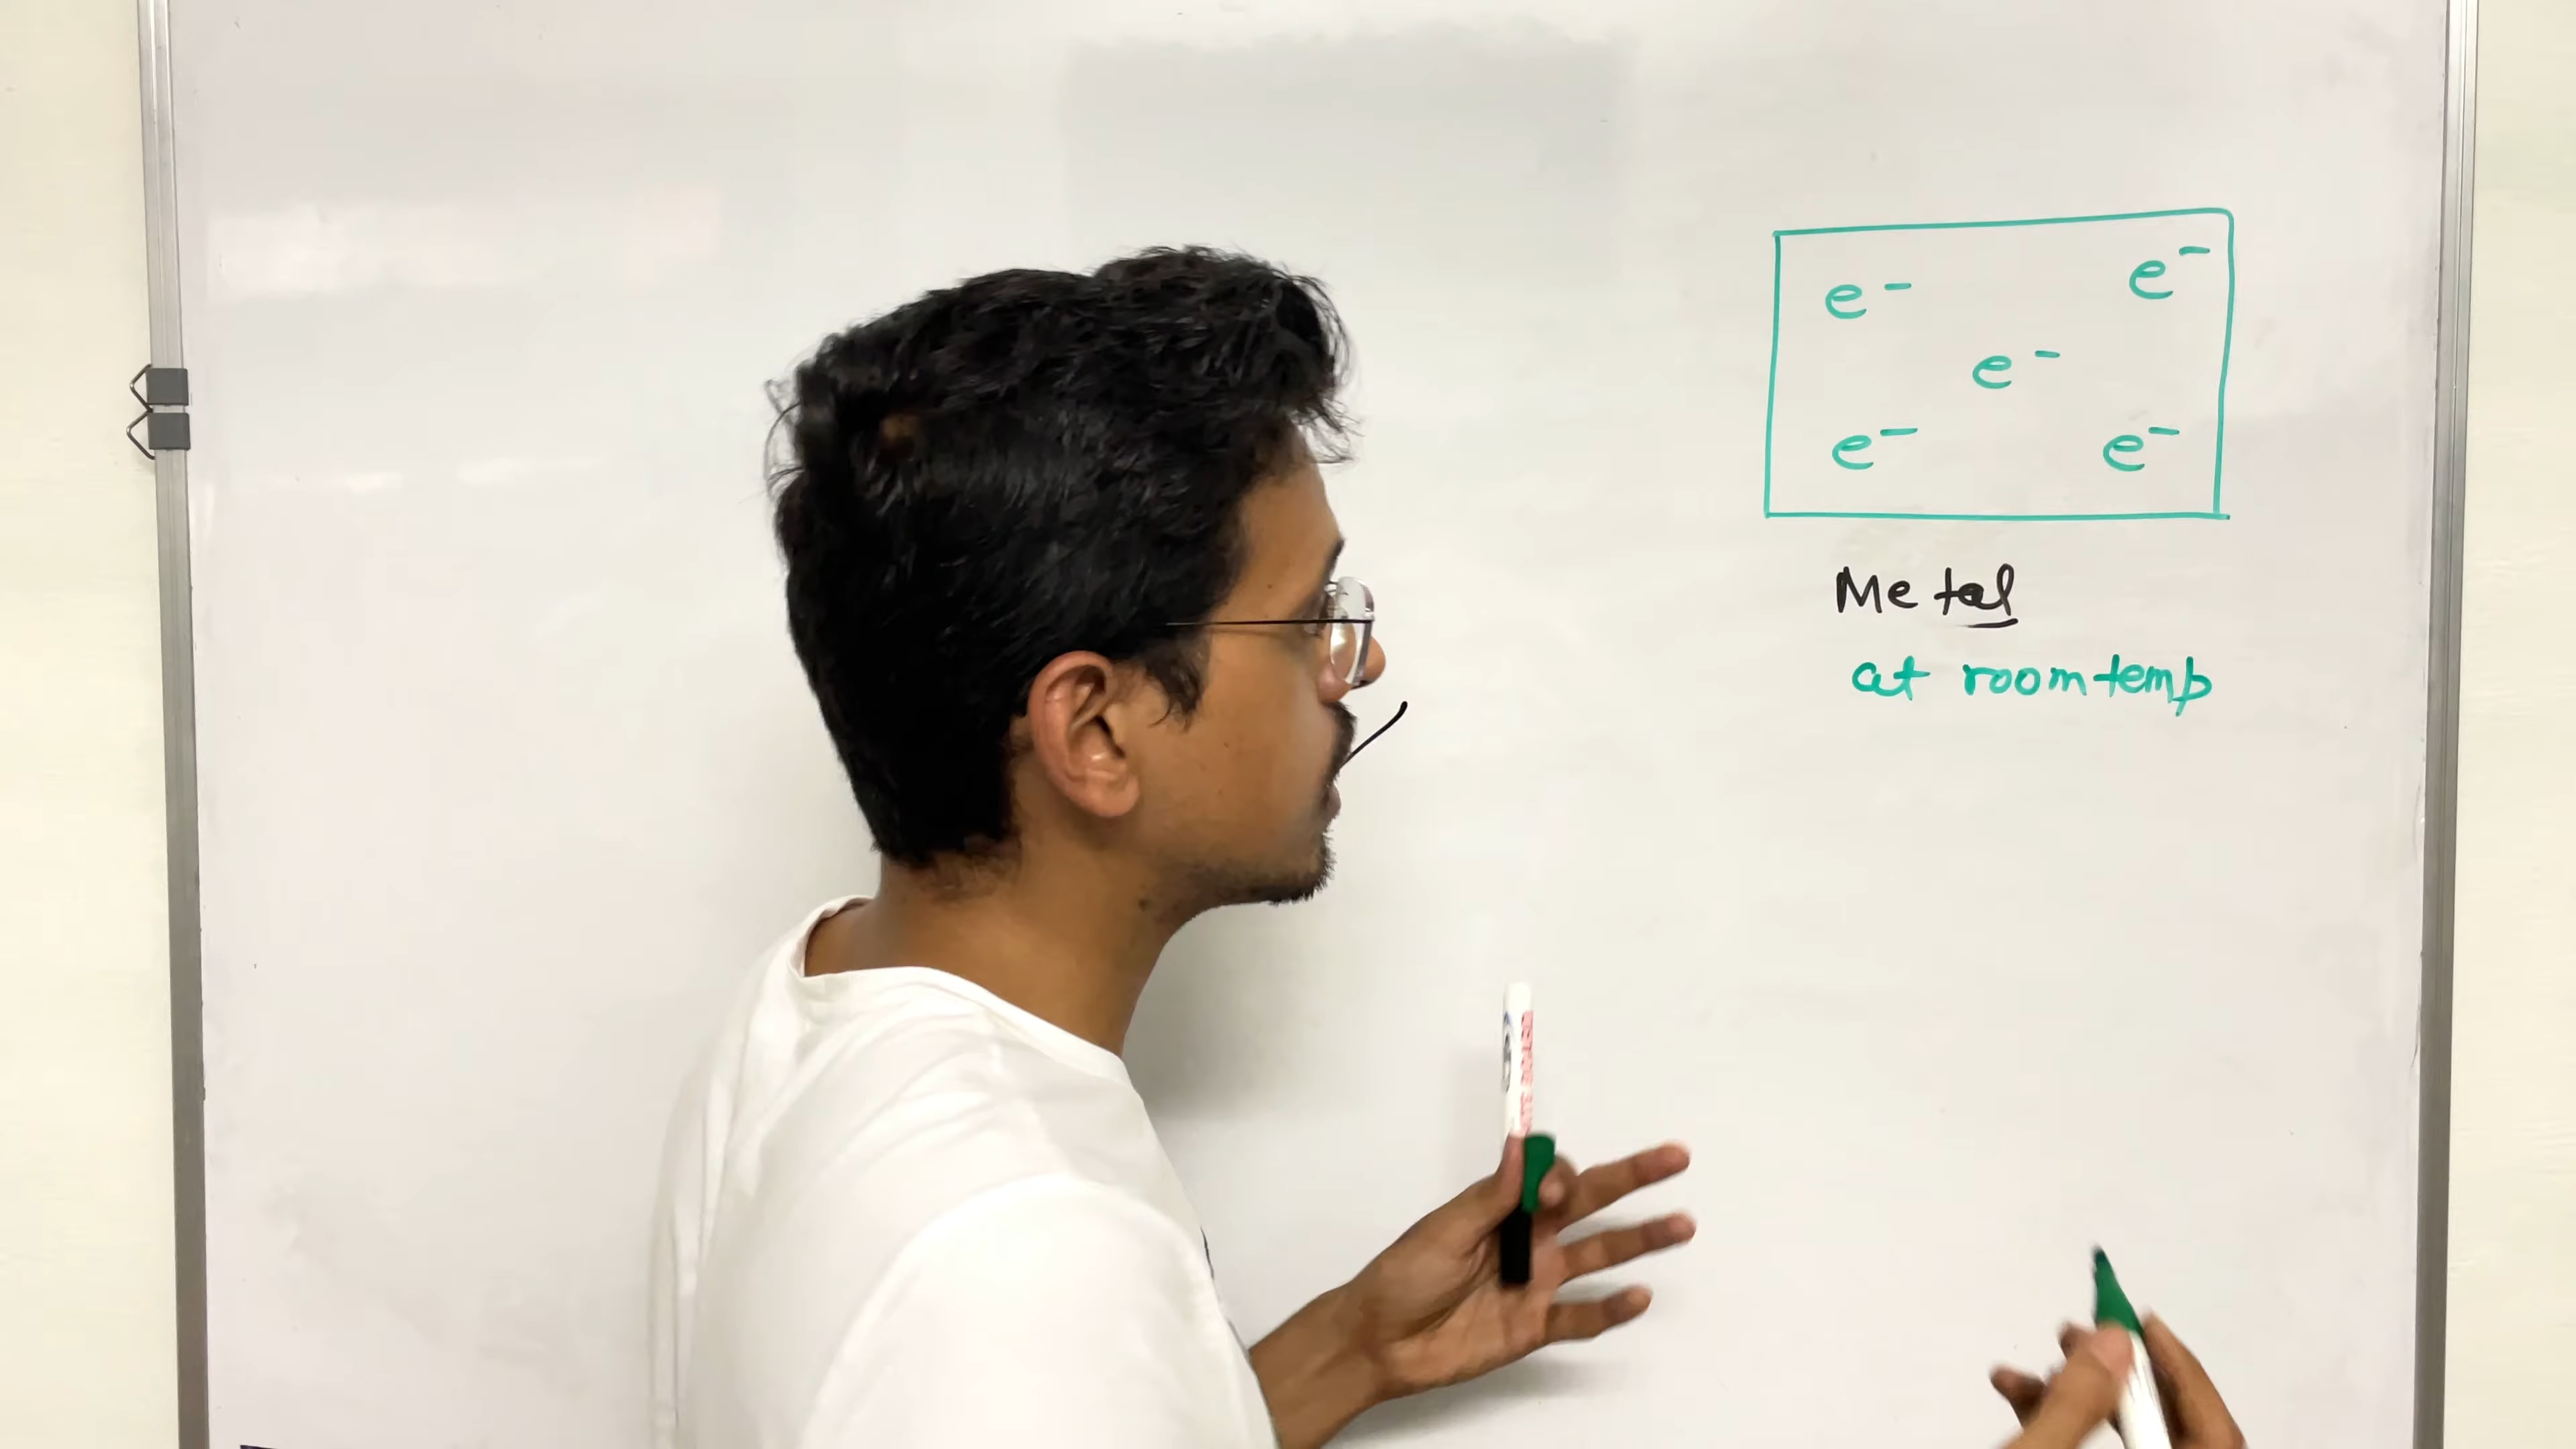 e⁻ e⁻
e⁻
e⁻ e⁻
Metal
at room temp